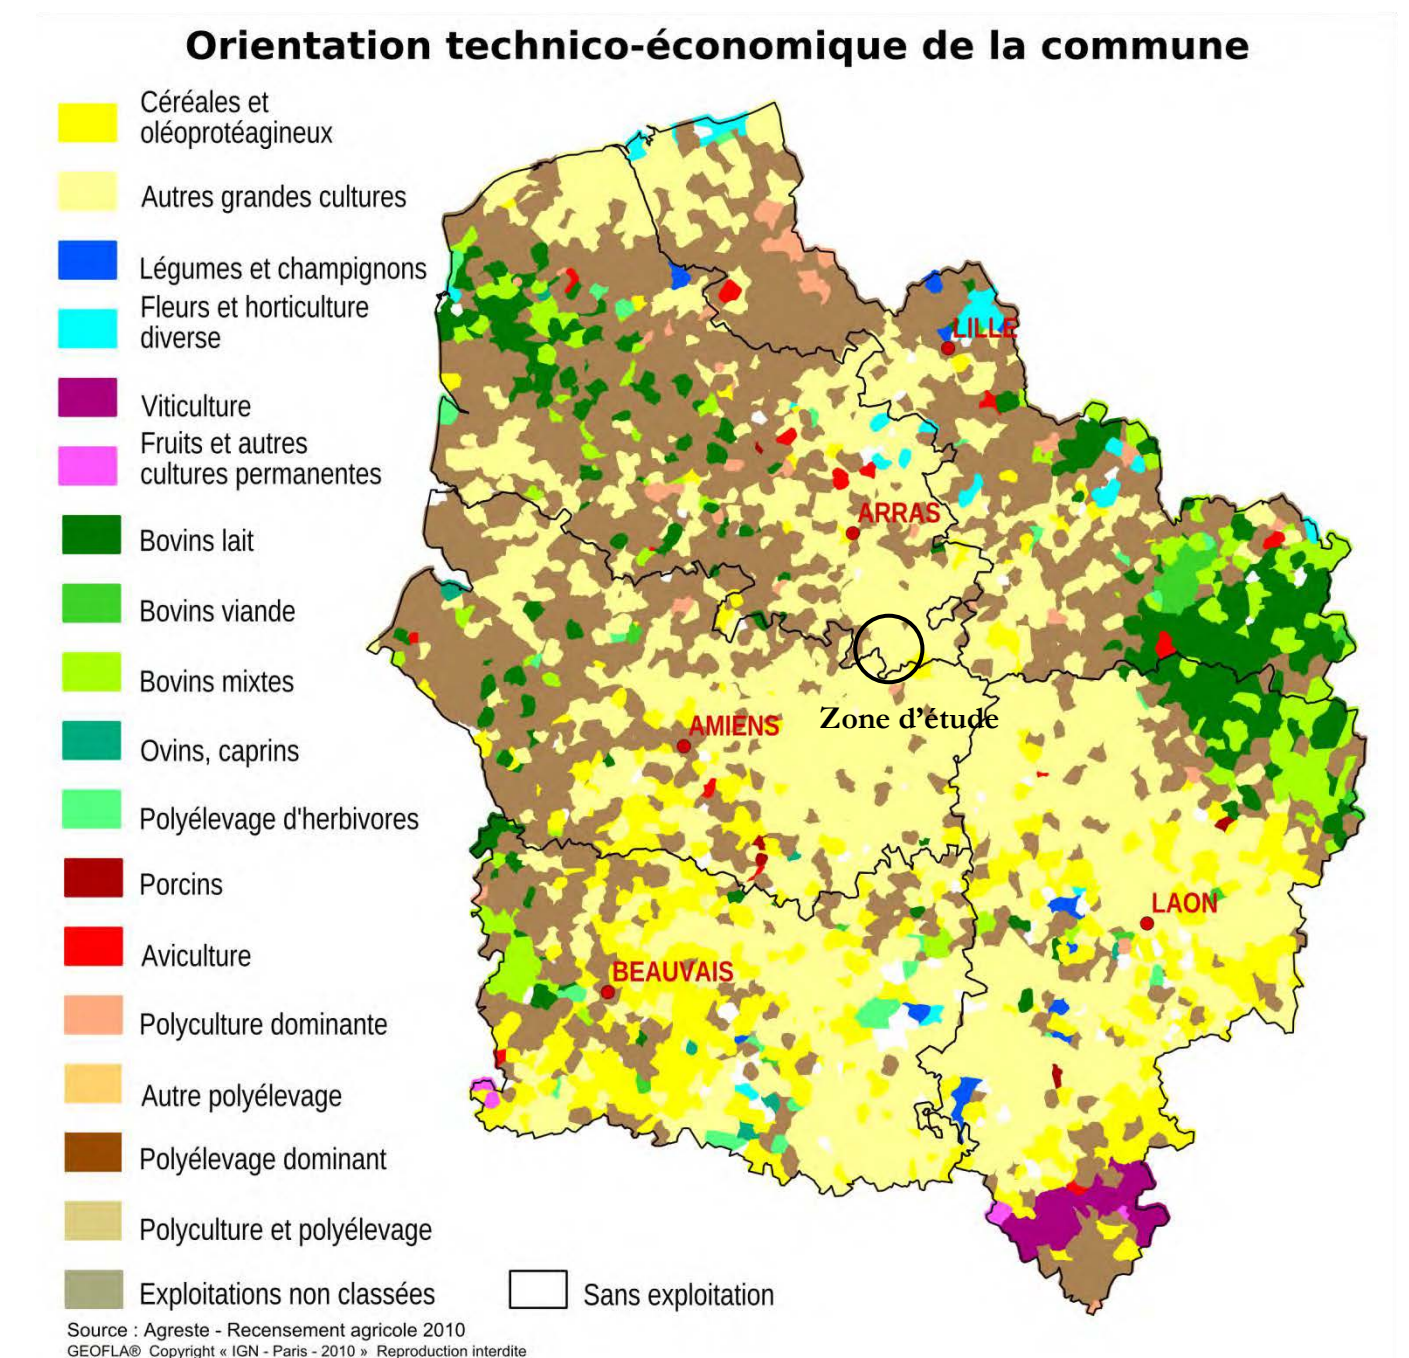 Orientation technico-économique de la commune
Céréales et
oléoprotéagineux
Autres grandes cultures
Légumes et champignons
Fleurs et horticulture
diverse
Viticulture
Fruits et autres
cultures permanentes
Bovins lait
Bovins viande
Bovins mixtes
Ovins, caprins
Polyélevage d'herbivores
Porcins
Aviculture
Polyculture dominante
Autre polyélevage
Polyélevage dominant
Polyculture et polyélevage
Exploitations non classées
Sans exploitation
LILLE
ARRAS
Zone d’étude
AMIENS
LAON
BEAUVAIS
Source : Agreste - Recensement agricole 2010
GEOFLA® Copyright « IGN - Paris - 2010 » Reproduction interdite